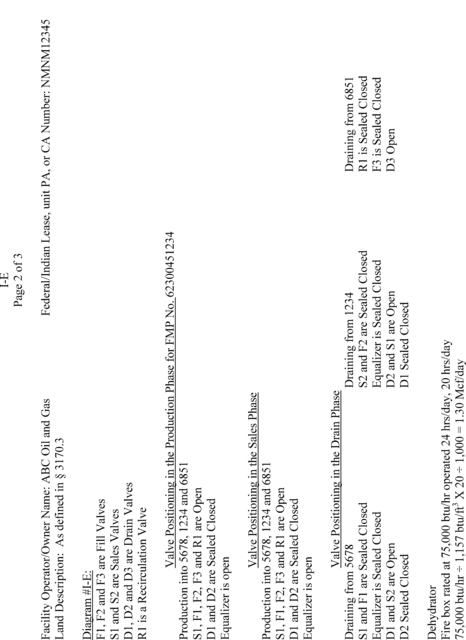 I-E
Page 2 of 3
Facility Operator/Owner Name: ABC Oil and Gas Federal/Indian Lease, unit PA, or CA Number: NMNM12345
Land Description: As defined in § 3170.3
Diagram #I-E:
F1, F2 and F3 are Fill Valves
S1 and S2 are Sales Valves
D1, D2 and D3 are Drain Valves
R1 is a Recirculation Valve
Valve Positioning in the Production Phase for FMP No. 62300451234
Production into 5678, 1234 and 6851
S1, F1, F2, F3 and R1 are Open
D1 and D2 are Sealed Closed
Equalizer is open
Valve Positioning in the Sales Phase
Production into 5678, 1234 and 6851
S1, F1, F2, F3 and R1 are Open
D1 and D2 are Sealed Closed
Equalizer is open
Valve Positioning in the Drain Phase
Draining from 5678 Draining from 1234 Draining from 6851
S1 and F1 are Sealed Closed S2 and F2 are Sealed Closed R1 is Sealed Closed
Equalizer is Sealed Closed Equalizer is Sealed Closed F3 is Sealed Closed
D1 and S2 are Open D2 and S1 are Open D3 Open
D2 Sealed Closed D1 Sealed Closed
Dehydrator
Fire box rated at 75,000 btu/hr operated 24 hrs/day, 20 hrs/day
75,000 btu/hr ÷ 1,157 btu/ft³ X 20 ÷ 1,000 = 1.30 Mcf/day